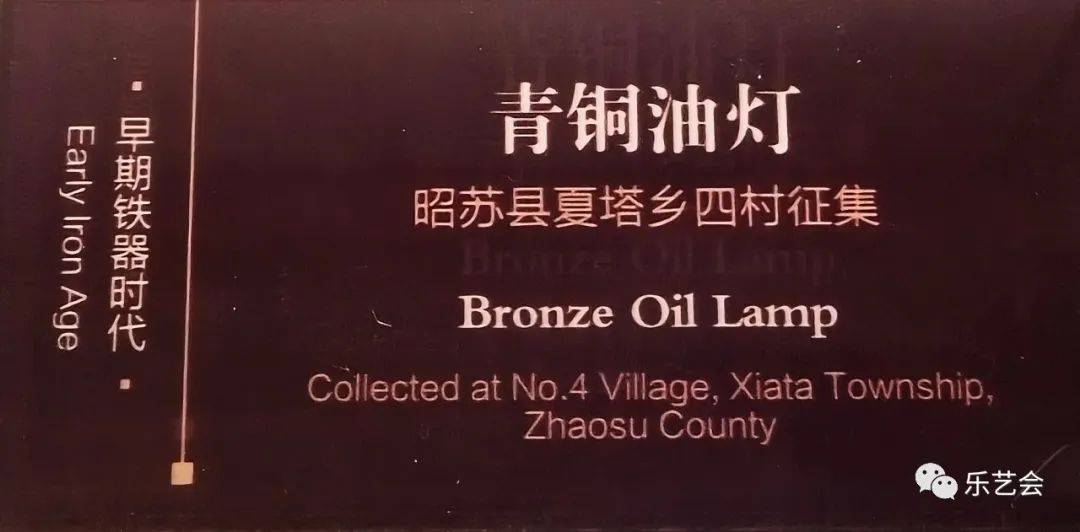 ·早期铁器时代·
Early Iron Age
青铜油灯
昭苏县夏塔乡四村征集
Bronze Oil Lamp
Collected at No.4 Village, Xiata Township,
Zhaosu County
乐艺会